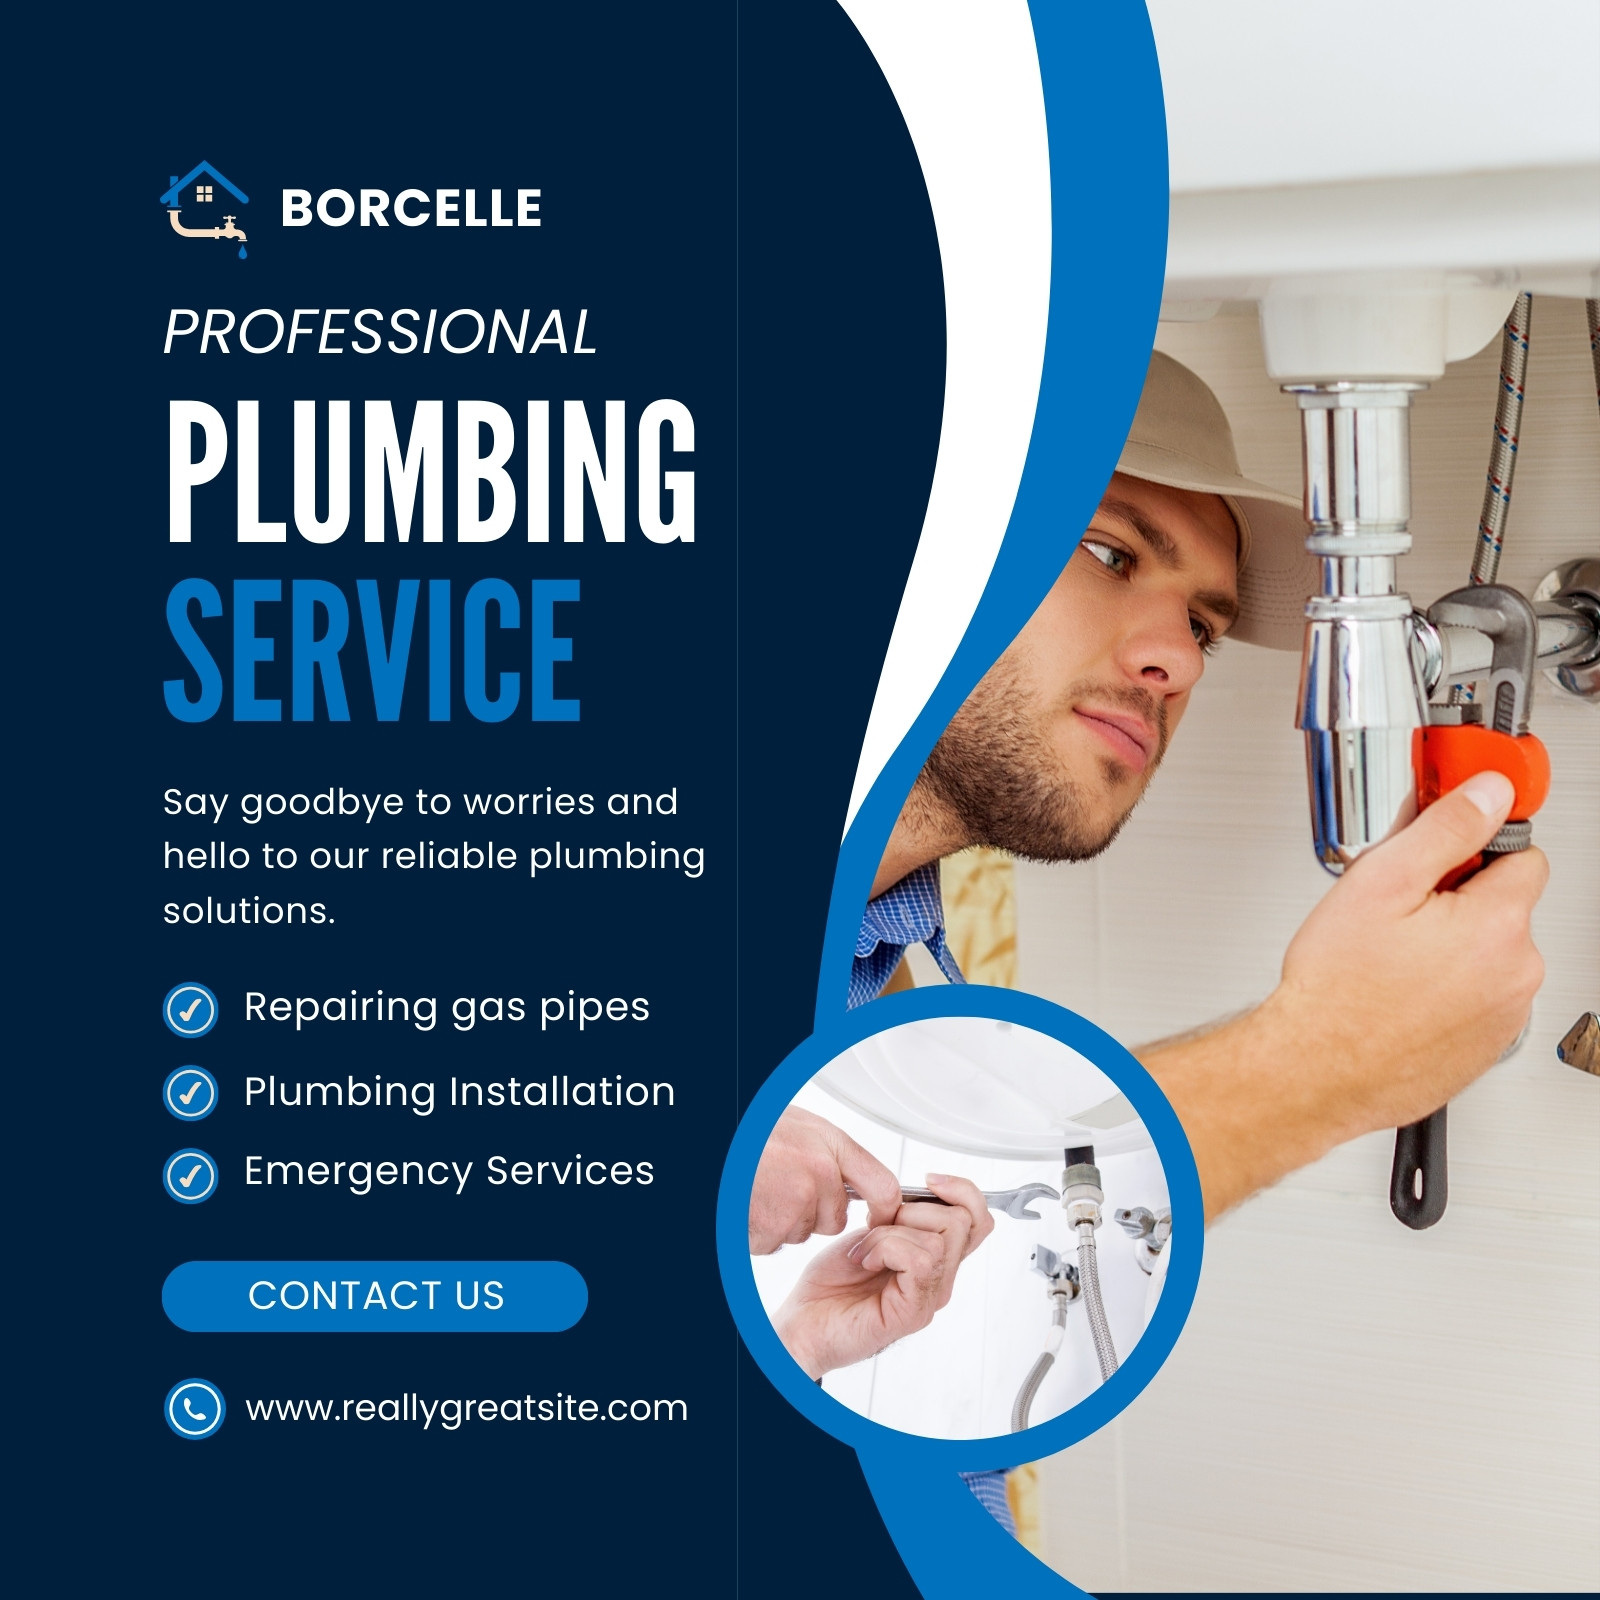 BORCELLE
PROFESSIONAL
PLUMBING
SERVICE
Say goodbye to worries and
hello to our reliable plumbing
solutions.
Repairing gas pipes
Plumbing Installation
Emergency Services
CONTACT US
www.reallygreatsite.com